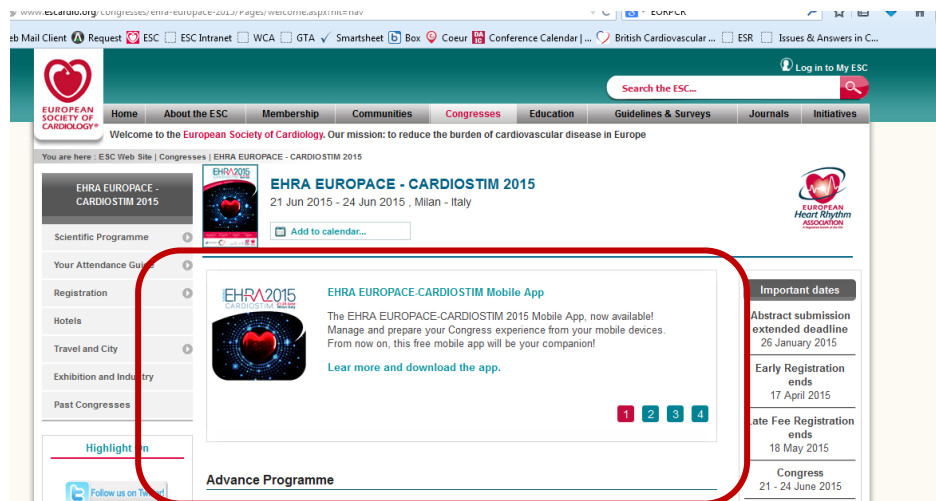 www.escardio.org/congresses/ehra-europace-2015/Pages/welcome.aspx?hit=nav
EORPCR
eb Mail Client Request ESC ESC Intranet WCA GTA Smartsheet Box Coeur Conference Calendar | ... British Cardiovascular ... ESR Issues & Answers in C...
Log in to My ESC
Search the ESC...
EUROPEAN
SOCIETY OF
CARDIOLOGY®
Home About the ESC Membership Communities Congresses Education Guidelines & Surveys Journals Initiatives
Welcome to the European Society of Cardiology. Our mission: to reduce the burden of cardiovascular disease in Europe
You are here : ESC Web Site | Congresses | EHRA EUROPACE - CARDIOSTIM 2015
EHRA EUROPACE -
CARDIOSTIM 2015
Scientific Programme
Your Attendance Guide
Registration
Hotels
Travel and City
Exhibition and Industry
Past Congresses
Highlight On
Follow us on Twitter!
EHRA2015
EHRA EUROPACE - CARDIOSTIM 2015
21 Jun 2015 - 24 Jun 2015 , Milan - Italy
Add to calendar...
EUROPEAN
Heart Rhythm
ASSOCIATION
EHRA2015
CARDIOSTIM
EHRA EUROPACE-CARDIOSTIM Mobile App
The EHRA EUROPACE-CARDIOSTIM 2015 Mobile App, now available!
Manage and prepare your Congress experience from your mobile devices.
From now on, this free mobile app will be your companion!
Lear more and download the app.
1 2 3 4
Advance Programme
Important dates
Abstract submission
extended deadline
26 January 2015
Early Registration
ends
17 April 2015
Late Fee Registration
ends
18 May 2015
Congress
21 - 24 June 2015